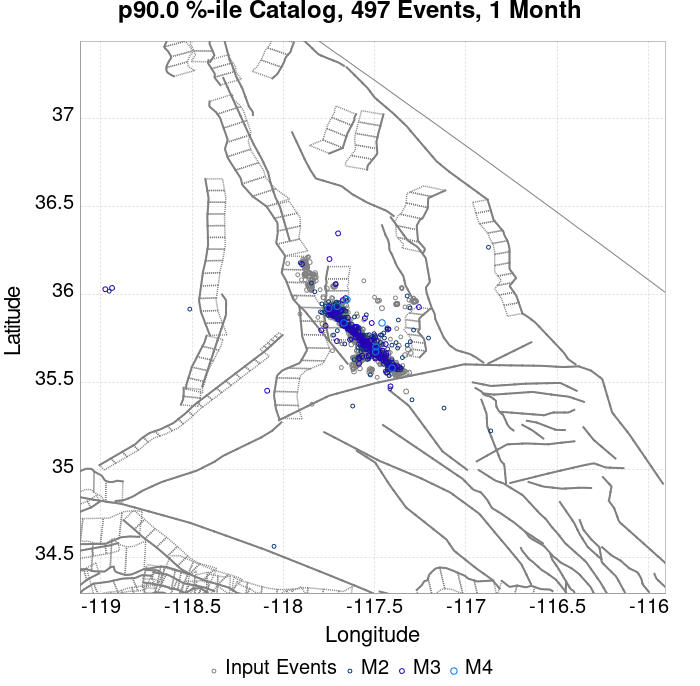 p90.0 %-ile Catalog, 497 Events, 1 Month
Latitude
37
36.5
36
35.5
35
34.5
-119
-118.5
-118
-117.5
-117
-116.5
-116
Longitude
Input Events
M2
M3
M4